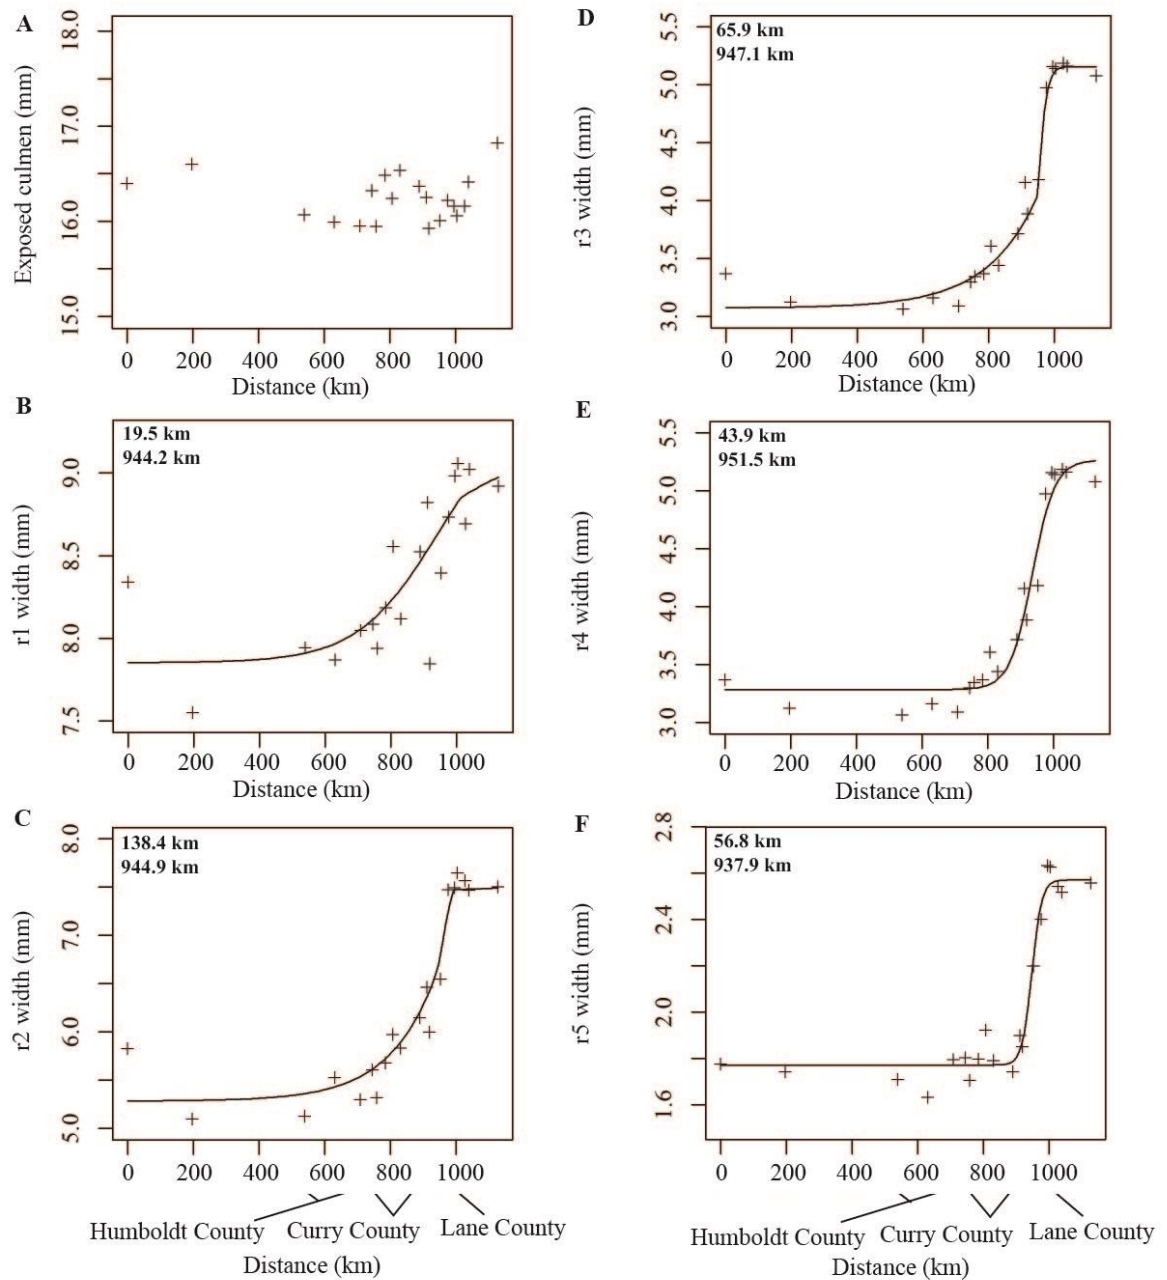 A
Exposed culmen (mm)
18.0
17.0
16.0
15.0
0 200 400 600 800 1000
Distance (km)
B
19.5 km
944.2 km
r1 width (mm)
9.0
8.5
8.0
7.5
0 200 400 600 800 1000
Distance (km)
C
138.4 km
944.9 km
r2 width (mm)
8.0
7.0
6.0
5.0
0 200 400 600 800 1000
Humboldt County Curry County Lane County
Distance (km)
D
65.9 km
947.1 km
r3 width (mm)
5.5
5.0
4.5
4.0
3.5
3.0
0 200 400 600 800 1000
Distance (km)
E
43.9 km
951.5 km
r4 width (mm)
5.5
5.0
4.5
4.0
3.5
3.0
0 200 400 600 800 1000
Distance (km)
F
56.8 km
937.9 km
r5 width (mm)
2.8
2.4
2.0
1.6
0 200 400 600 800 1000
Humboldt County Curry County Lane County
Distance (km)